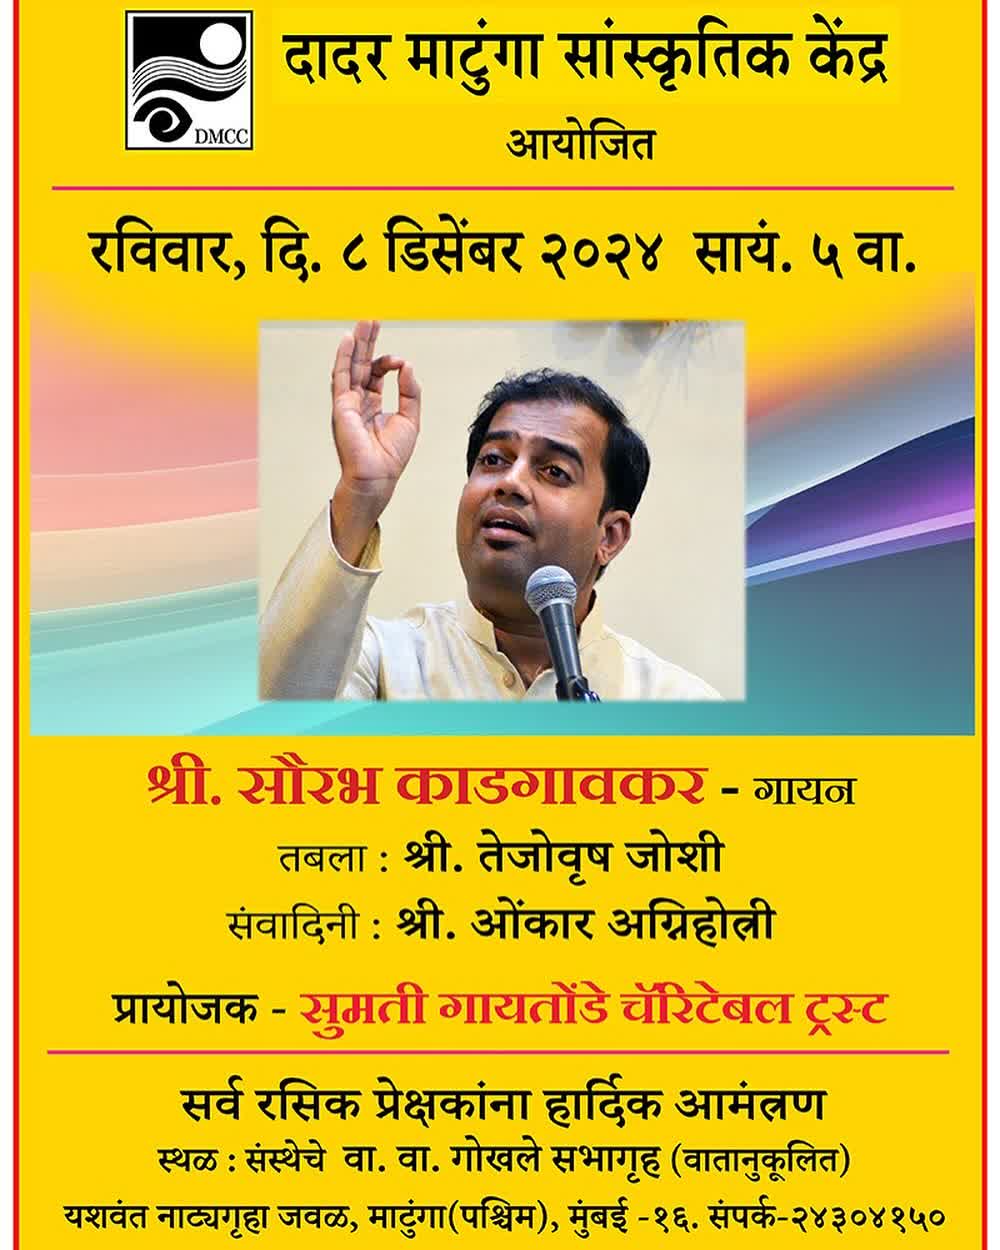 DMCC
दादर माटुंगा सांस्कृतिक केंद्र
आयोजित
रविवार, दि. ८ डिसेंबर २०२४ सायं. ५ वा.
श्री. सौरभ काडगावकर - गायन
तबला : श्री. तेजोवृष जोशी
संवादिनी : श्री. ओंकार अग्निहोत्री
प्रायोजक - सुमती गायतोंडे चॅरिटेबल ट्रस्ट
सर्व रसिक प्रेक्षकांना हार्दिक आमंत्रण
स्थळ : संस्थेचे वा. वा. गोखले सभागृह (वातानुकूलित)
यशवंत नाट्यगृहा जवळ, माटुंगा(पश्चिम), मुंबई -१६. संपर्क-२४३०४१५०